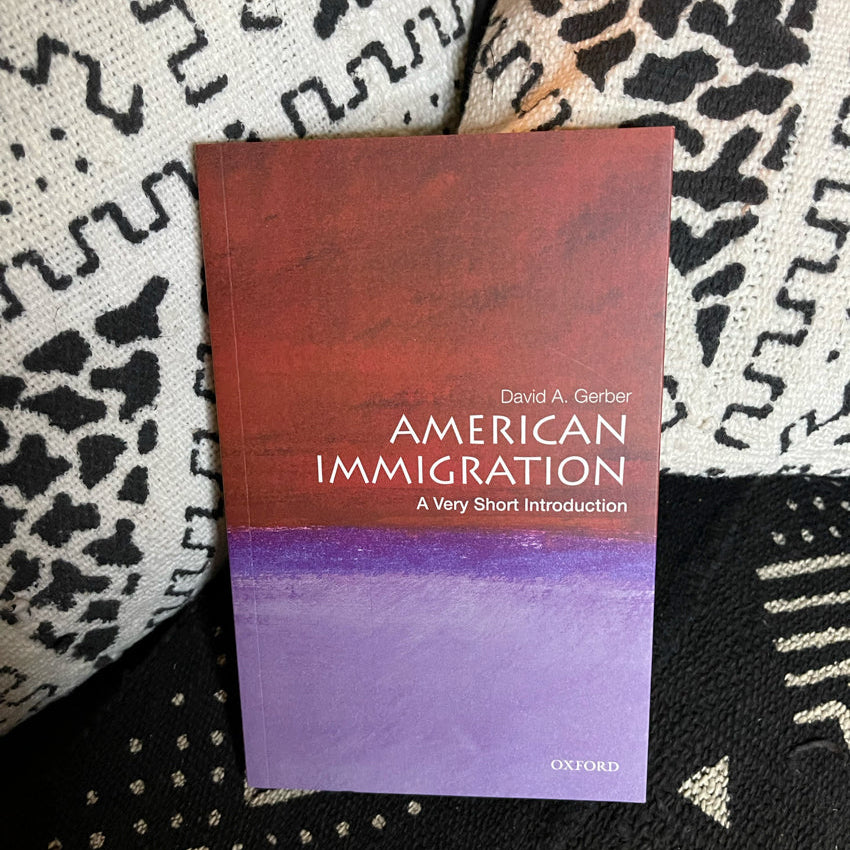 David A. Gerber
AMERICAN
IMMIGRATION
A Very Short Introduction
OXFORD